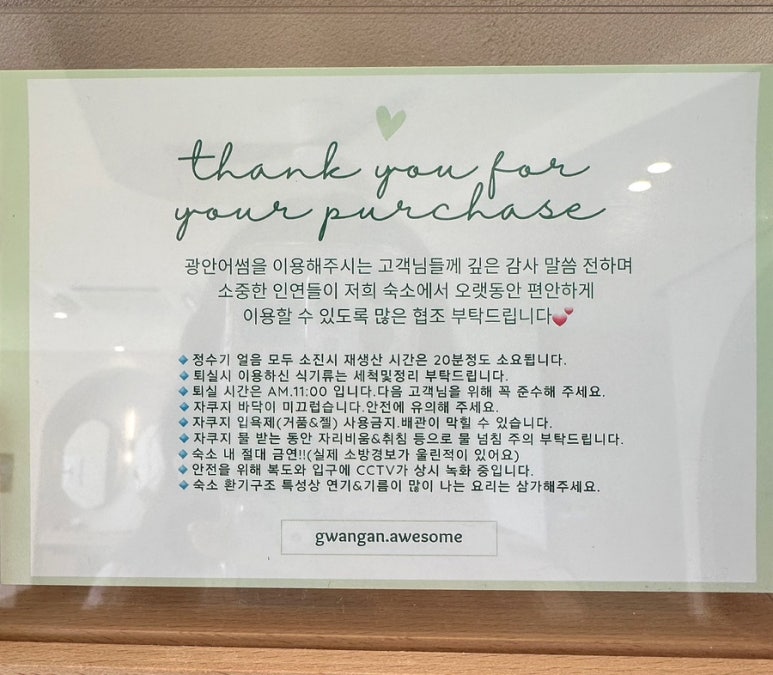 thank you for
your purchase
광안어썸을 이용해주시는 고객님들께 깊은 감사 말씀 전하며
소중한 인연들이 저희 숙소에서 오랫동안 편안하게
이용할 수 있도록 많은 협조 부탁드립니다💕
🔹정수기 얼음 모두 소진시 재생산 시간은 20분정도 소요됩니다.
🔹퇴실시 이용하신 식기류는 세척및정리 부탁드립니다.
🔹퇴실 시간은 AM.11:00 입니다.다음 고객님을 위해 꼭 준수해 주세요.
🔹자쿠지 바닥이 미끄럽습니다.안전에 유의해 주세요.
🔹자쿠지 입욕제(거품&젤) 사용금지.배관이 막힐 수 있습니다.
🔹자쿠지 물 받는 동안 자리비움&취침 등으로 물 넘침 주의 부탁드립니다.
🔹숙소 내 절대 금연!!(실제 소방경보가 울린적이 있어요)
🔹안전을 위해 복도와 입구에 CCTV가 상시 녹화 중입니다.
🔹숙소 환기구조 특성상 연기&기름이 많이 나는 요리는 삼가해주세요.
gwangan.awesome